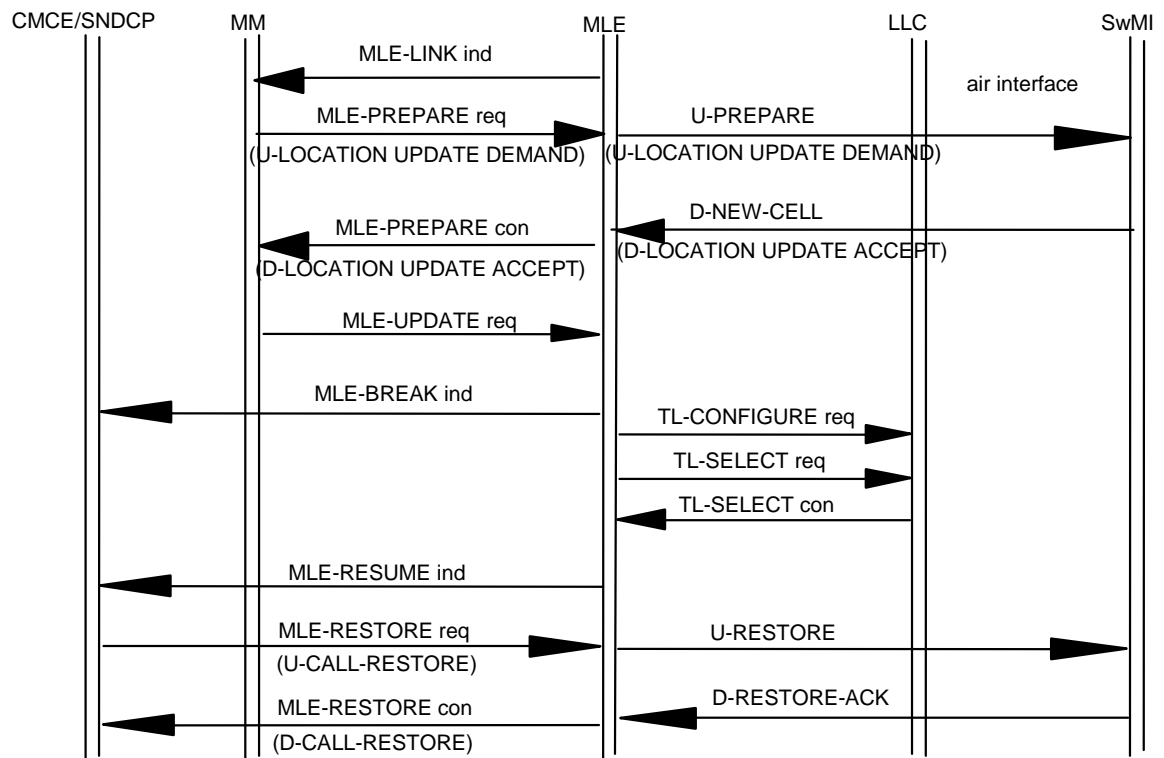 CMCE/SNDCP MM MLE LLC SwMI
MLE-LINK ind
air interface
MLE-PREPARE req U-PREPARE
(U-LOCATION UPDATE DEMAND) (U-LOCATION UPDATE DEMAND)
D-NEW-CELL
MLE-PREPARE con
(D-LOCATION UPDATE ACCEPT)
(D-LOCATION UPDATE ACCEPT)
MLE-UPDATE req
MLE-BREAK ind
TL-CONFIGURE req
TL-SELECT req
TL-SELECT con
MLE-RESUME ind
MLE-RESTORE req U-RESTORE
(U-CALL-RESTORE)
D-RESTORE-ACK
MLE-RESTORE con
(D-CALL-RESTORE)